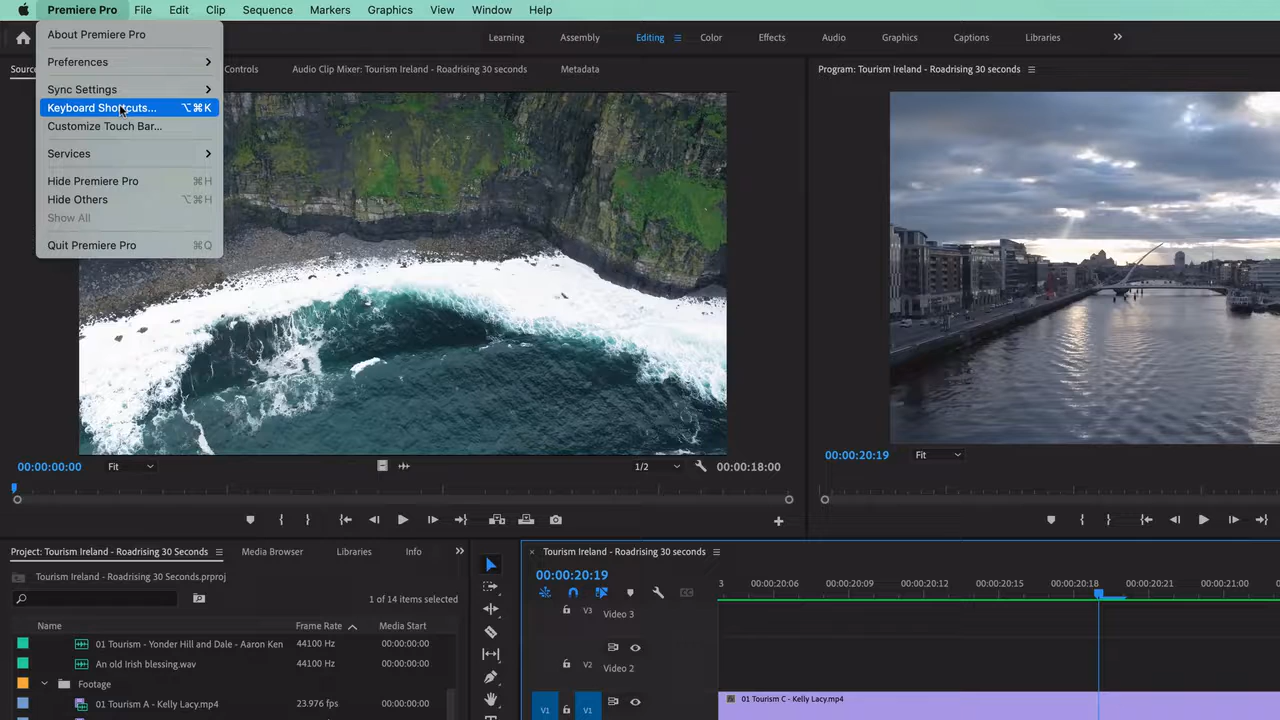 Premiere Pro File Edit Clip Sequence Markers Graphics View Window Help
About Premiere Pro
Preferences
Sync Settings
Keyboard Shortcuts... ⌥⌘K
Customize Touch Bar...
Services
Hide Premiere Pro ⌘H
Hide Others ⌥⌘H
Show All
Quit Premiere Pro ⌘Q
Learning Assembly Editing Color Effects Audio Graphics Captions Libraries
Controls Audio Clip Mixer: Tourism Ireland - Roadrising 30 seconds Metadata
Program: Tourism Ireland - Roadrising 30 seconds
00:00:00:00 Fit 1/2 00:00:18:00
00:00:20:19 Fit
Project: Tourism Ireland - Roadrising 30 Seconds Media Browser Libraries Info
Tourism Ireland - Roadrising 30 Seconds.prproj
1 of 14 items selected
Name Frame Rate Media Start
01 Tourism - Yonder Hill and Dale - Aaron Ken 44100 Hz 00:00:00:00
An old Irish blessing.wav 44100 Hz 00:00:00:00
Footage
01 Tourism A - Kelly Lacy.mp4 23.976 fps 00:00:00:00
× Tourism Ireland - Roadrising 30 seconds
00:00:20:19
3 00:00:20:06 00:00:20:09 00:00:20:12 00:00:20:15 00:00:20:18 00:00:20:21 00:00:21:00
V3 Video 3
V2 Video 2
V1 V1
01 Tourism C - Kelly Lacy.mp4